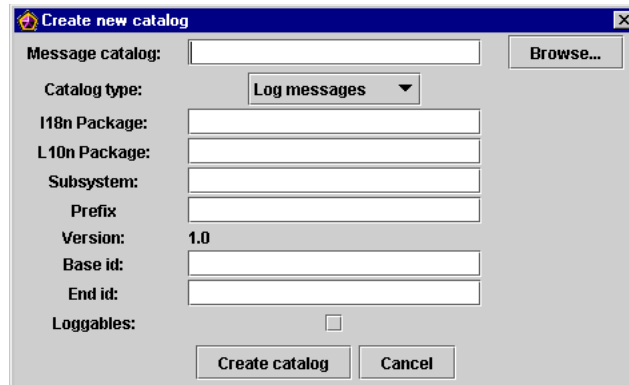 Create new catalog
Message catalog: Browse...
Catalog type: Log messages
I18n Package:
L10n Package:
Subsystem:
Prefix
Version: 1.0
Base id:
End id:
Loggables:
Create catalog Cancel